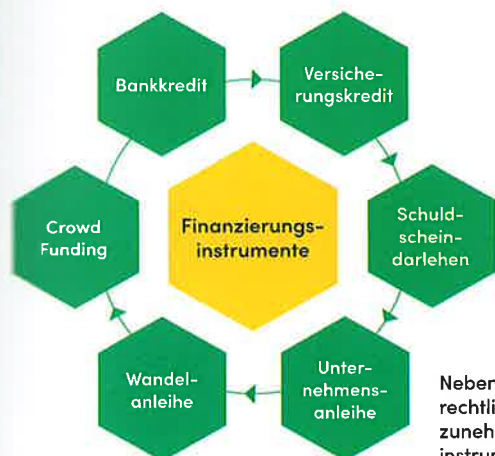 Bankkredit
Versiche-
rungskredit
Schuld-
schein-
darlehen
Unter-
nehmens-
anleihe
Wandel-
anleihe
Crowd
Funding
Finanzierungs-
instrumente
Neben
rechtli
zuneh